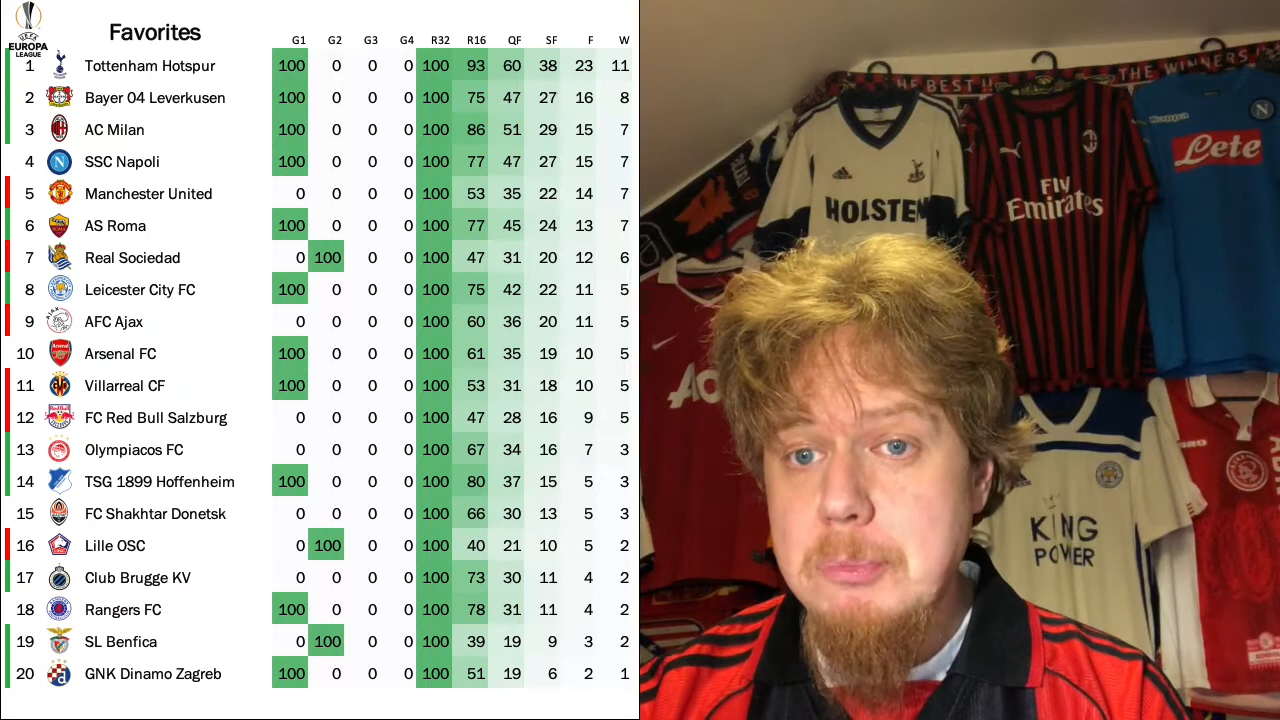 UEFA
EUROPA
LEAGUE
Favorites
G1 G2 G3 G4 R32 R16 QF SF F W
1 Tottenham Hotspur 100 0 0 0 100 93 60 38 23 11
2 Bayer 04 Leverkusen 100 0 0 0 100 75 47 27 16 8
3 AC Milan 100 0 0 0 100 86 51 29 15 7
4 SSC Napoli 100 0 0 0 100 77 47 27 15 7
5 Manchester United 0 0 0 0 100 53 35 22 14 7
6 AS Roma 100 0 0 0 100 77 45 24 13 7
7 Real Sociedad 0 100 0 0 100 47 31 20 12 6
8 Leicester City FC 100 0 0 0 100 75 42 22 11 5
9 AFC Ajax 0 0 0 0 100 60 36 20 11 5
10 Arsenal FC 100 0 0 0 100 61 35 19 10 5
11 Villarreal CF 100 0 0 0 100 53 31 18 10 5
12 FC Red Bull Salzburg 0 0 0 0 100 47 28 16 9 5
13 Olympiacos FC 0 0 0 0 100 67 34 16 7 3
14 TSG 1899 Hoffenheim 100 0 0 0 100 80 37 15 5 3
15 FC Shakhtar Donetsk 0 0 0 0 100 66 30 13 5 3
16 Lille OSC 0 100 0 0 100 40 21 10 5 2
17 Club Brugge KV 0 0 0 0 100 73 30 11 4 2
18 Rangers FC 100 0 0 0 100 78 31 11 4 2
19 SL Benfica 0 100 0 0 100 39 19 9 3 2
20 GNK Dinamo Zagreb 100 0 0 0 100 51 19 6 2 1
THE BEST !!
THE WINNERS
adidas
HOLSTEN
Fly
Emirates
Kappa
N
Lete
KING
POWER